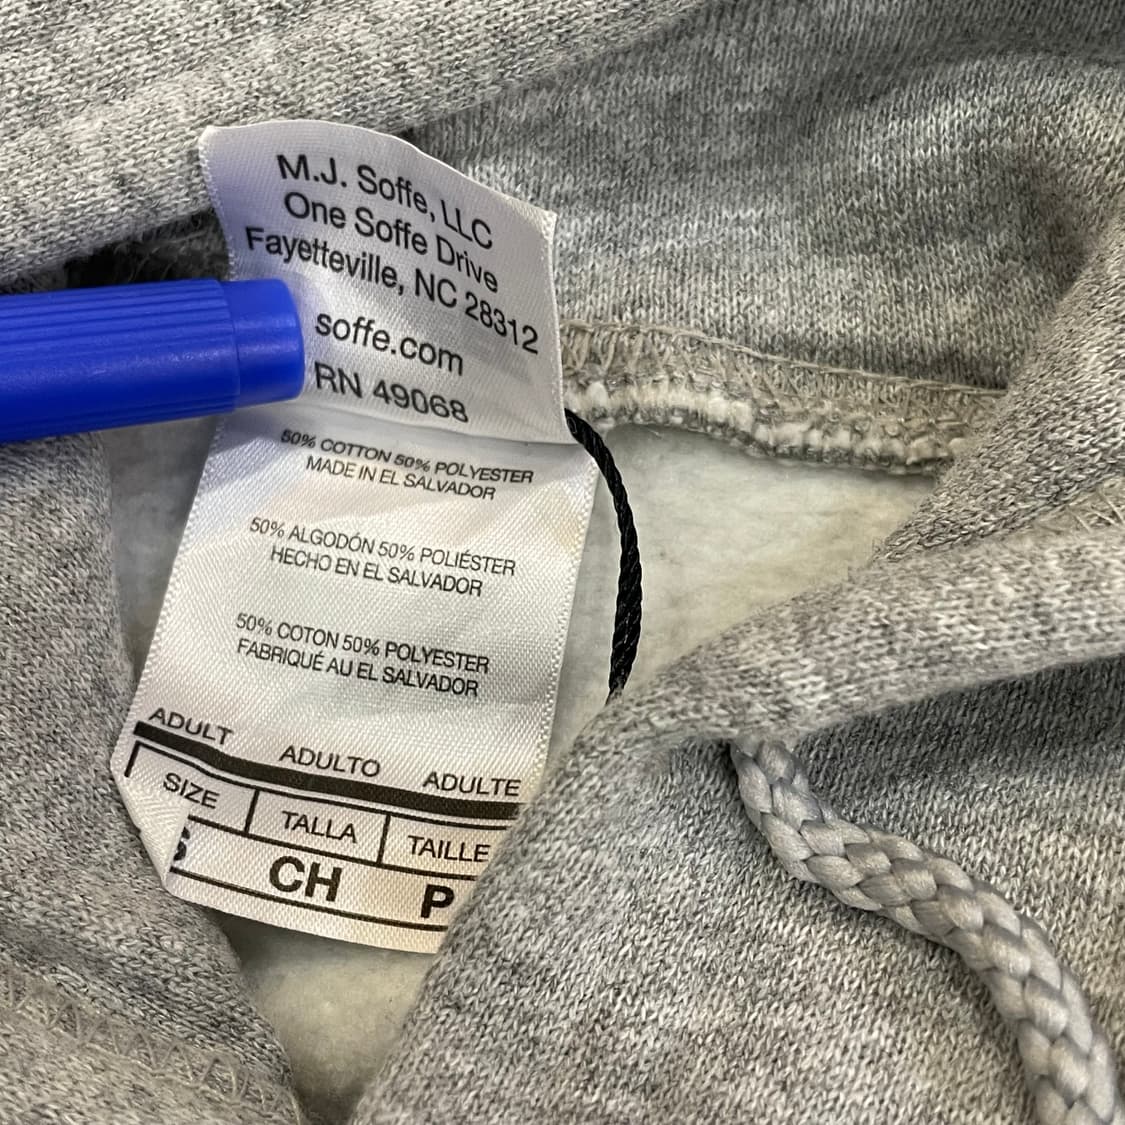 M.J. Soffe, LLC
One Soffe Drive
Fayetteville, NC 28312
soffe.com
RN 49068
50% COTTON 50% POLYESTER
MADE IN EL SALVADOR
50% ALGODÓN 50% POLIÉSTER
HECHO EN EL SALVADOR
50% COTON 50% POLYESTER
FABRIQUÉ AU EL SALVADOR
ADULT ADULTO ADULTE
SIZE TALLA TAILLE
S CH P